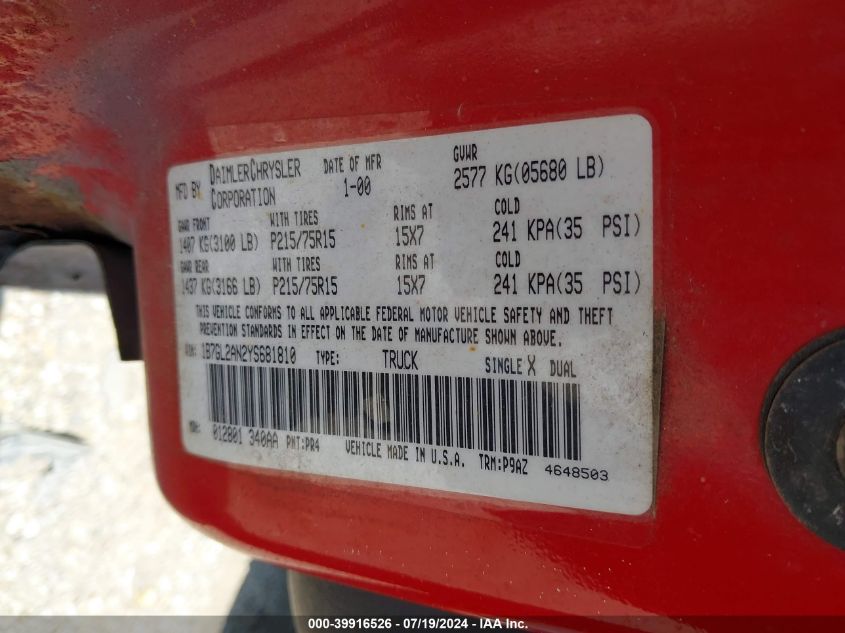 MFD BY DAIMLERCHRYSLER CORPORATION DATE OF MFR 1-00 GVWR 2577 KG(05680 LB)
GAWR FRONT WITH TIRES RIMS AT COLD
1407 KG(3100 LB) P215/75R15 15X7 241 KPA(35 PSI)
GAWR REAR WITH TIRES RIMS AT COLD
1437 KG(3166 LB) P215/75R15 15X7 241 KPA(35 PSI)
THIS VEHICLE CONFORMS TO ALL APPLICABLE FEDERAL MOTOR VEHICLE SAFETY AND THEFT
PREVENTION STANDARDS IN EFFECT ON THE DATE OF MANUFACTURE SHOWN ABOVE.
VIN: 1B7GL2AN2YS681810 TYPE: TRUCK SINGLE X DUAL
MDH: 012801 340AA PNT:PR4 VEHICLE MADE IN U.S.A. TRM:P9AZ 4648503
000-39916526 - 07/19/2024 - IAA Inc.